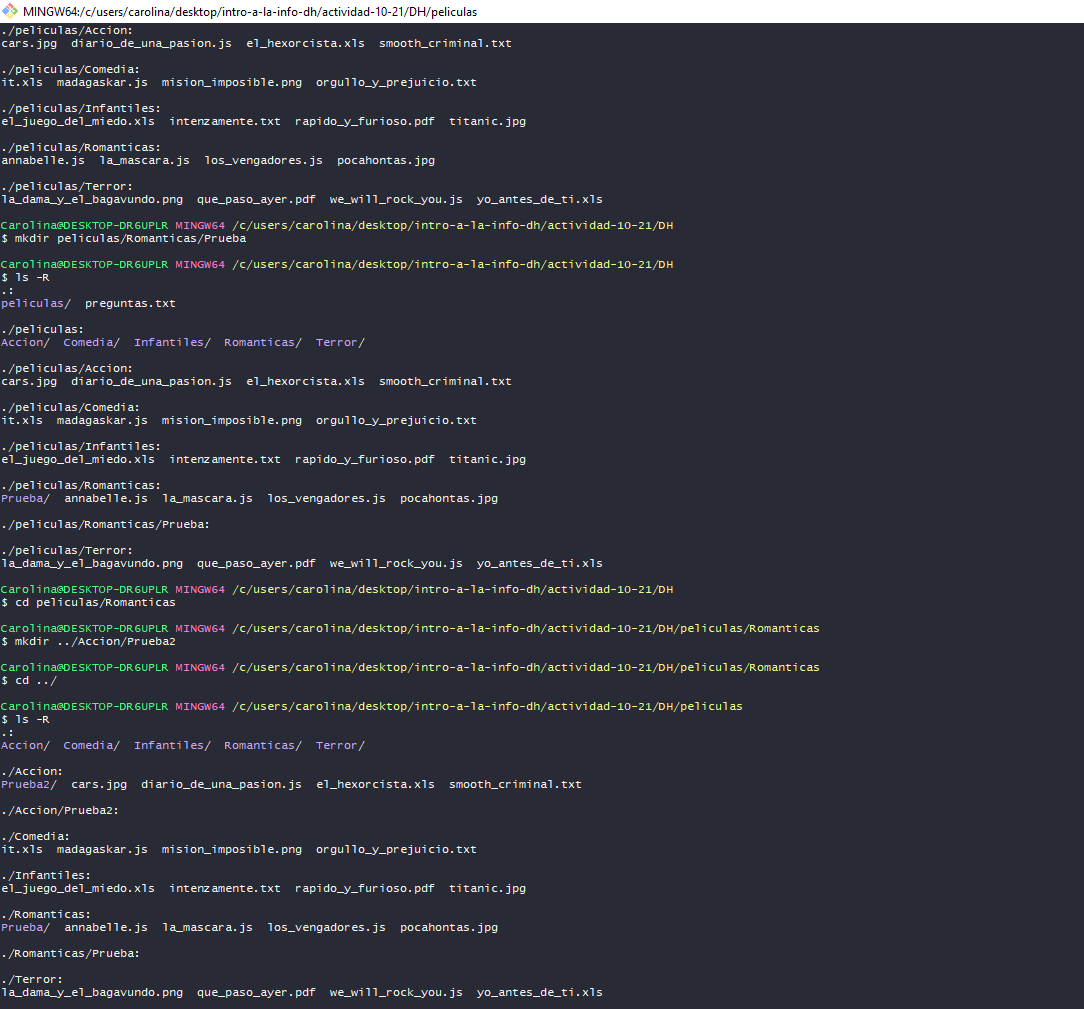 MINGW64:/c/users/carolina/desktop/intro-a-la-info-dh/actividad-10-21/DH/peliculas
./peliculas/Accion:
cars.jpg  diario_de_una_pasion.js  el_hexorcista.xls  smooth_criminal.txt
./peliculas/Comedia:
it.xls  madagaskar.js  mision_imposible.png  orgullo_y_prejuicio.txt
./peliculas/Infantiles:
el_juego_del_miedo.xls  intenzamente.txt  rapido_y_furioso.pdf  titanic.jpg
./peliculas/Romanticas:
annabelle.js  la_mascara.js  los_vengadores.js  pocahontas.jpg
./peliculas/Terror:
la_dama_y_el_bagavundo.png  que_paso_ayer.pdf  we_will_rock_you.js  yo_antes_de_ti.xls
Carolina@DESKTOP-DR6UPLR MINGW64 /c/users/carolina/desktop/intro-a-la-info-dh/actividad-10-21/DH
$ mkdir peliculas/Romanticas/Prueba
Carolina@DESKTOP-DR6UPLR MINGW64 /c/users/carolina/desktop/intro-a-la-info-dh/actividad-10-21/DH
$ ls -R
.:
peliculas/  preguntas.txt
./peliculas:
Accion/  Comedia/  Infantiles/  Romanticas/  Terror/
./peliculas/Accion:
cars.jpg  diario_de_una_pasion.js  el_hexorcista.xls  smooth_criminal.txt
./peliculas/Comedia:
it.xls  madagaskar.js  mision_imposible.png  orgullo_y_prejuicio.txt
./peliculas/Infantiles:
el_juego_del_miedo.xls  intenzamente.txt  rapido_y_furioso.pdf  titanic.jpg
./peliculas/Romanticas:
Prueba/  annabelle.js  la_mascara.js  los_vengadores.js  pocahontas.jpg
./peliculas/Romanticas/Prueba:
./peliculas/Terror:
la_dama_y_el_bagavundo.png  que_paso_ayer.pdf  we_will_rock_you.js  yo_antes_de_ti.xls
Carolina@DESKTOP-DR6UPLR MINGW64 /c/users/carolina/desktop/intro-a-la-info-dh/actividad-10-21/DH
$ cd peliculas/Romanticas
Carolina@DESKTOP-DR6UPLR MINGW64 /c/users/carolina/desktop/intro-a-la-info-dh/actividad-10-21/DH/peliculas/Romanticas
$ mkdir ../Accion/Prueba2
Carolina@DESKTOP-DR6UPLR MINGW64 /c/users/carolina/desktop/intro-a-la-info-dh/actividad-10-21/DH/peliculas/Romanticas
$ cd ../
Carolina@DESKTOP-DR6UPLR MINGW64 /c/users/carolina/desktop/intro-a-la-info-dh/actividad-10-21/DH/peliculas
$ ls -R
.:
Accion/  Comedia/  Infantiles/  Romanticas/  Terror/
./Accion:
Prueba2/  cars.jpg  diario_de_una_pasion.js  el_hexorcista.xls  smooth_criminal.txt
./Accion/Prueba2:
./Comedia:
it.xls  madagaskar.js  mision_imposible.png  orgullo_y_prejuicio.txt
./Infantiles:
el_juego_del_miedo.xls  intenzamente.txt  rapido_y_furioso.pdf  titanic.jpg
./Romanticas:
Prueba/  annabelle.js  la_mascara.js  los_vengadores.js  pocahontas.jpg
./Romanticas/Prueba:
./Terror:
la_dama_y_el_bagavundo.png  que_paso_ayer.pdf  we_will_rock_you.js  yo_antes_de_ti.xls